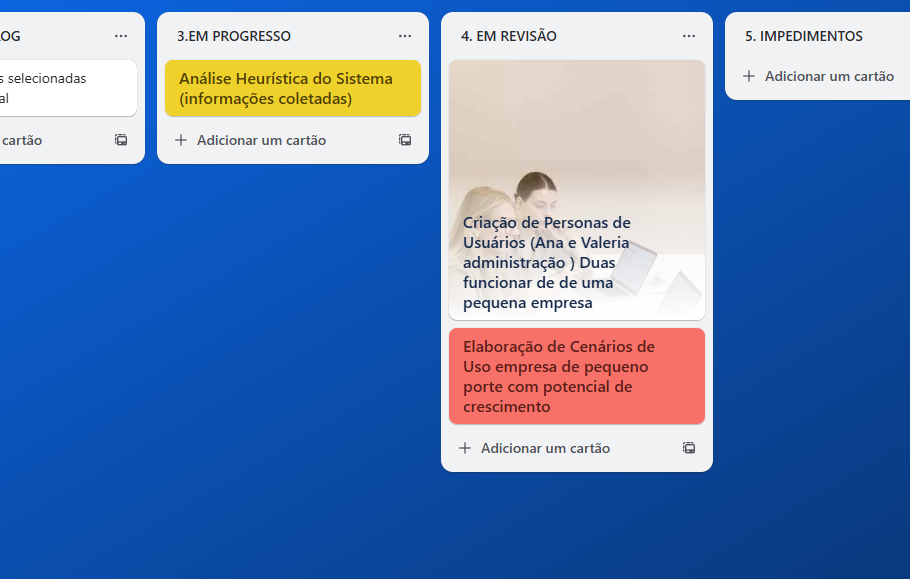 OG
s selecionadas
al
cartão
3.EM PROGRESSO
Análise Heurística do Sistema
(informações coletadas)
Adicionar um cartão
4. EM REVISÃO
Criação de Personas de
Usuários (Ana e Valeria
administração ) Duas
funcionar de de uma
pequena empresa
Elaboração de Cenários de
Uso empresa de pequeno
porte com potencial de
crescimento
Adicionar um cartão
5. IMPEDIMENTOS
Adicionar um cartão